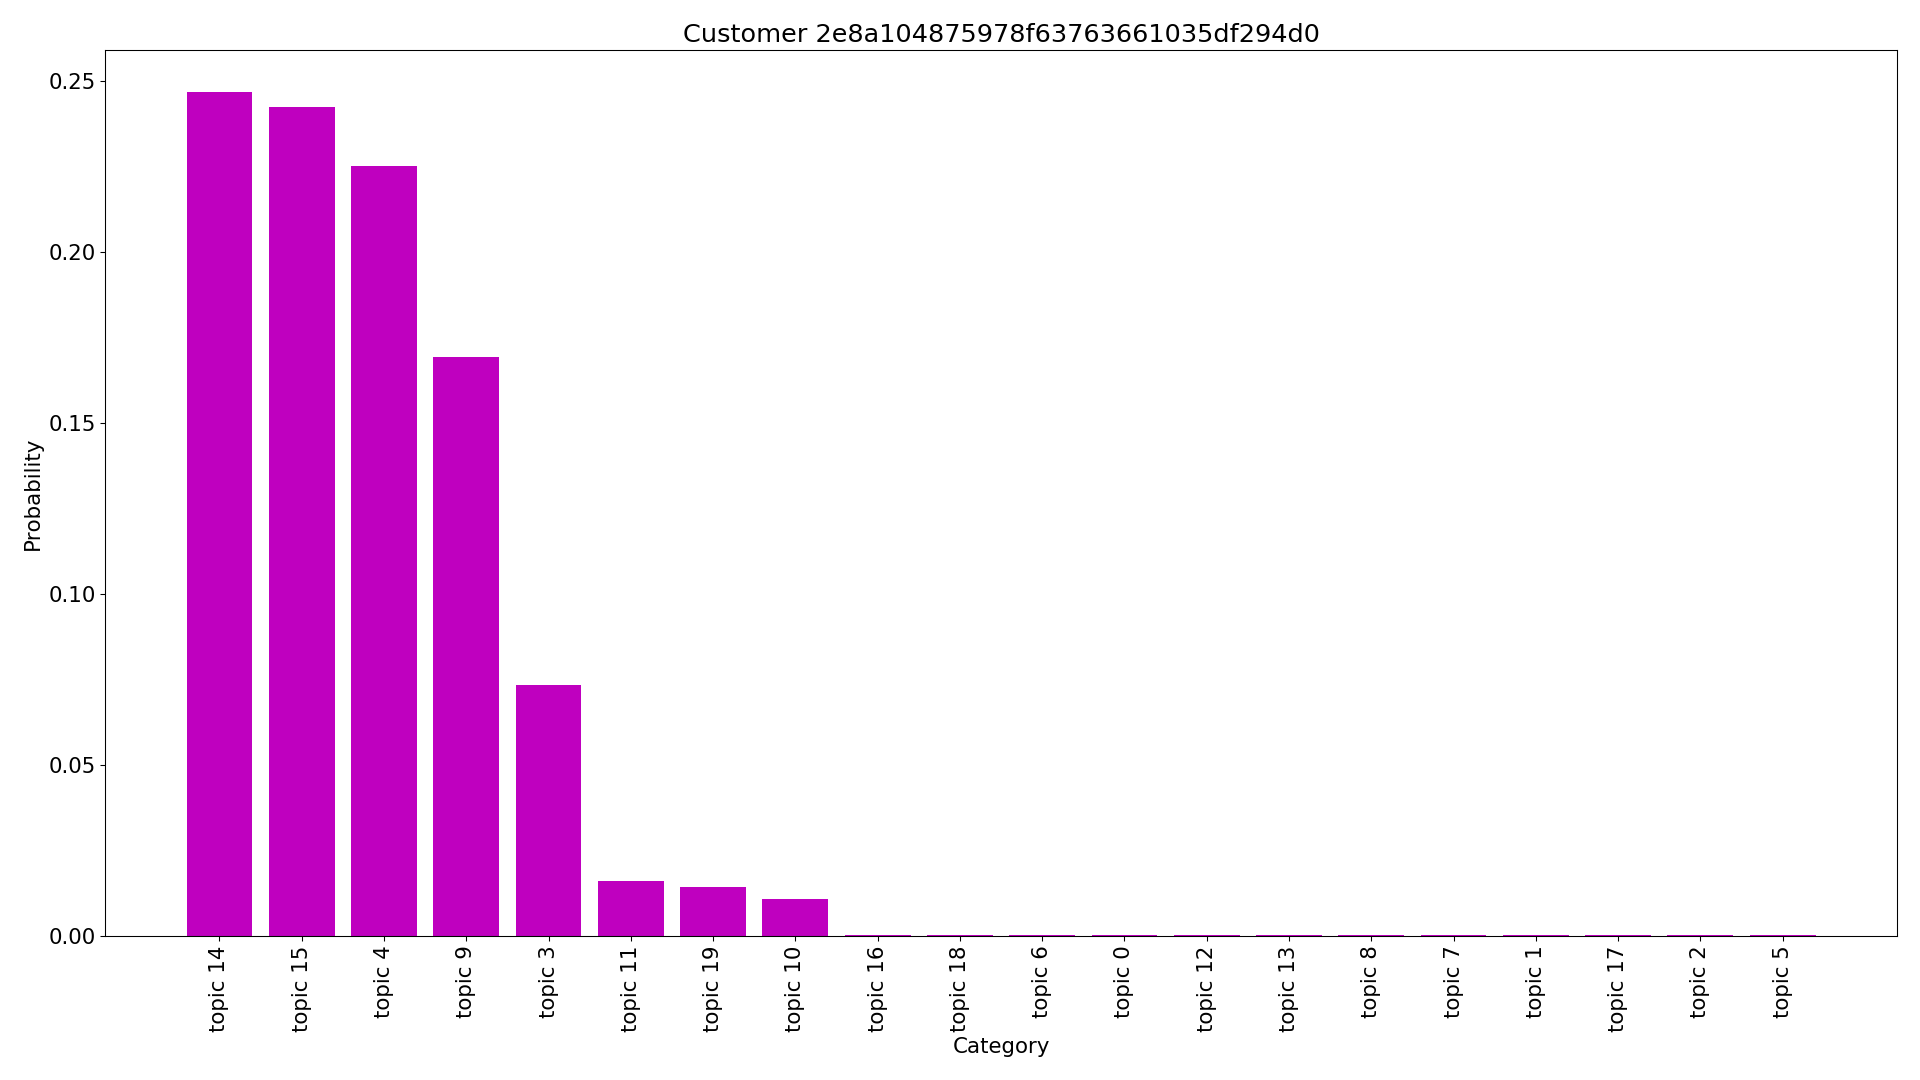 Customer 2e8a104875978f63763661035df294d0
0.25
0.20
0.15
0.10
0.05
0.00
Probability
topic 14
topic 15
topic 4
topic 9
topic 3
topic 11
topic 19
topic 10
topic 16
topic 18
topic 6
topic 0
topic 12
topic 13
topic 8
topic 7
topic 1
topic 17
topic 2
topic 5
Category